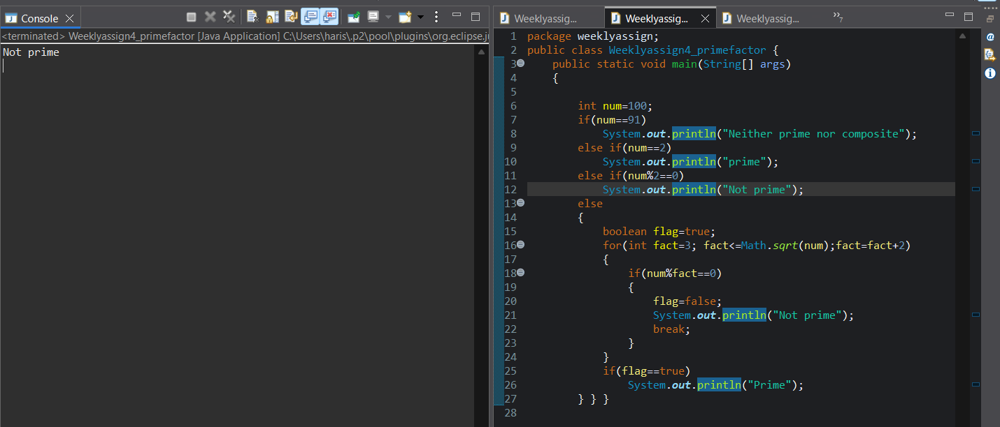 Console
<terminated> Weeklyassign4_primefactor [Java Application] C:\Users\haris\.p2\pool\plugins\org.eclipse.ju
Not prime
Weeklyassig...
Weeklyassig...
Weeklyassig...
»7
1 package weeklyassign;
2 public class Weeklyassign4_primefactor {
3 public static void main(String[] args)
4 {
5
6 int num=100;
7 if(num==91)
8 System.out.println("Neither prime nor composite");
9 else if(num==2)
10 System.out.println("prime");
11 else if(num%2==0)
12 System.out.println("Not prime");
13 else
14 {
15 boolean flag=true;
16 for(int fact=3; fact<=Math.sqrt(num);fact=fact+2)
17 {
18 if(num%fact==0)
19 {
20 flag=false;
21 System.out.println("Not prime");
22 break;
23 }
24 }
25 if(flag==true)
26 System.out.println("Prime");
27 } } }
28